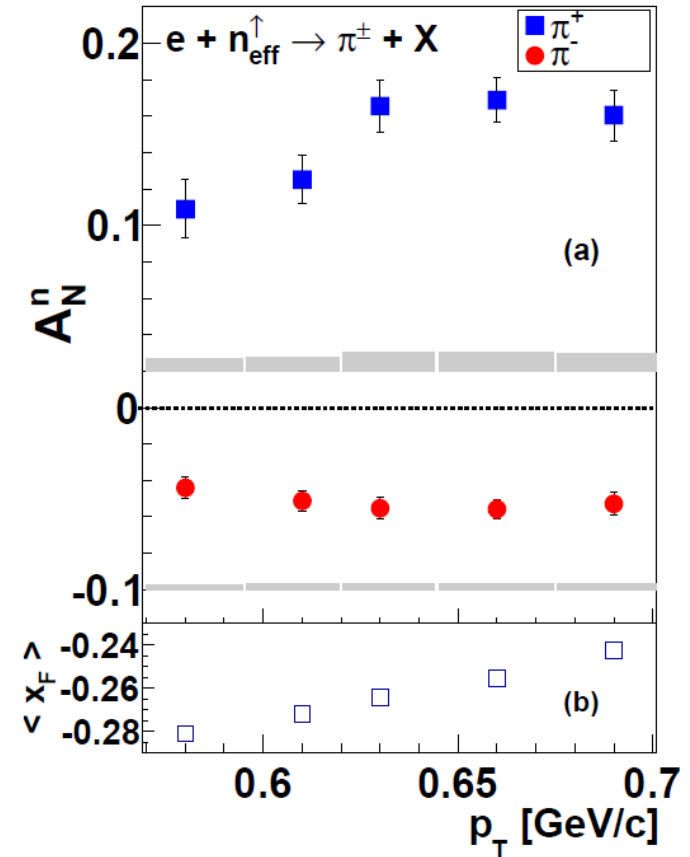 e + n↑eff → π± + X
π+
π-
0.2
0.1
0
-0.1
AnN
(a)
-0.24
-0.26
-0.28
< xF >
(b)
0.6 0.65 0.7
pT [GeV/c]